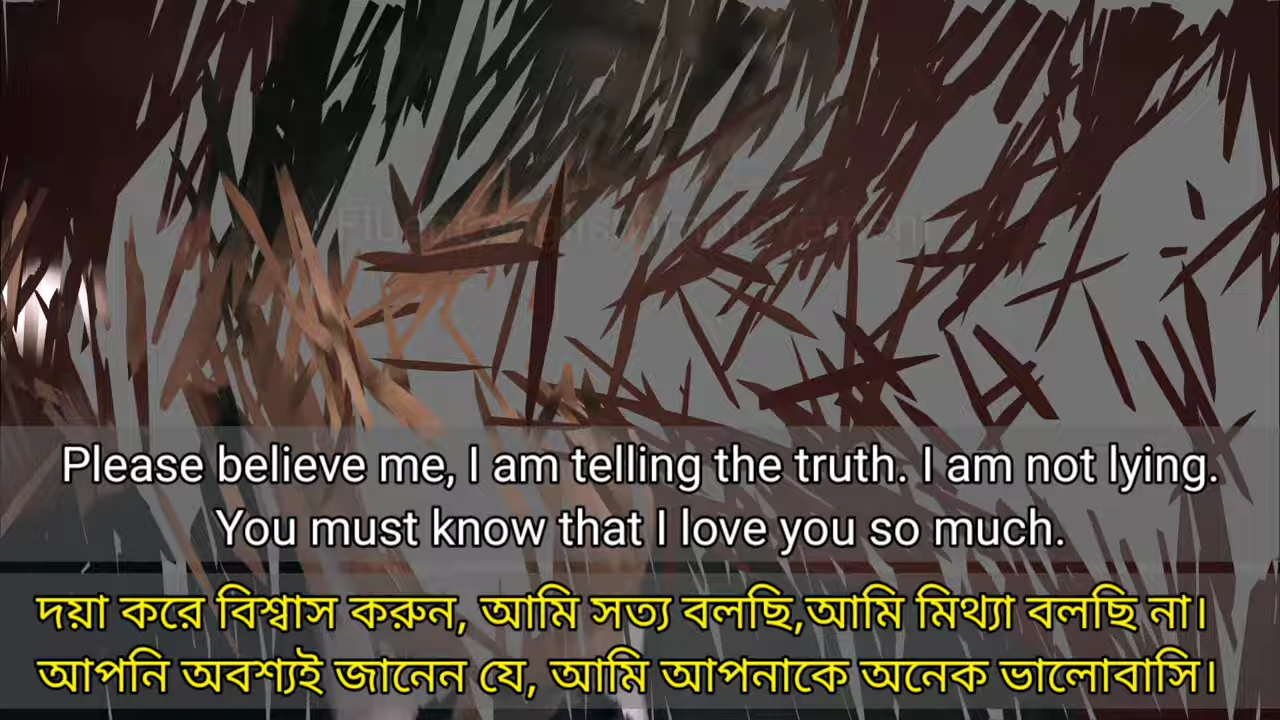 Please believe me, I am telling the truth. I am not lying.
You must know that I love you so much.
দয়া করে বিশ্বাস করুন, আমি সত্য বলছি,আমি মিথ্যা বলছি না।
আপনি অবশ্যই জানেন যে, আমি আপনাকে অনেক ভালোবাসি।